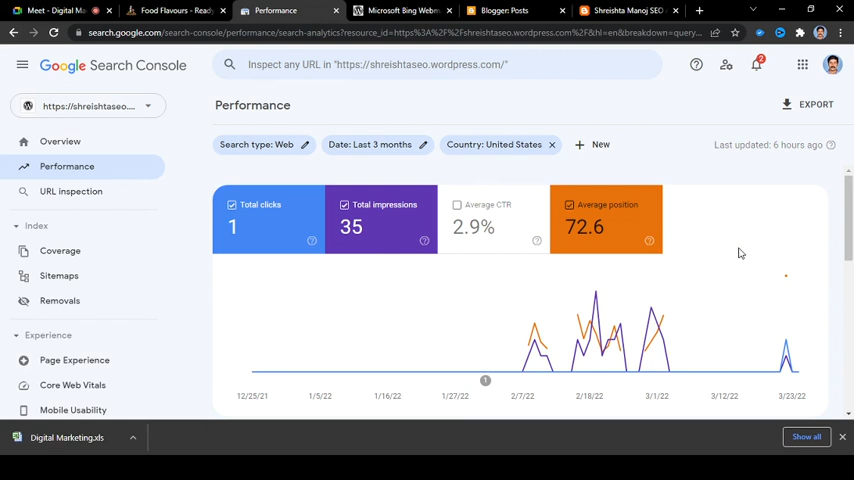 Meet - Digital Ma
Food Flavours - Ready
Performance
Microsoft Bing Webm
Blogger: Posts
Shreishta Manoj SEO
search.google.com/search-console/performance/search-analytics?resource_id=https%3A%2F%2Fshreishtaseo.wordpress.com%2F&hl=en&breakdown=query...
Google Search Console
Inspect any URL in "https://shreishtaseo.wordpress.com/"
2
https://shreishtaseo....
Performance
EXPORT
Search type: Web
Date: Last 3 months
Country: United States
New
Last updated: 6 hours ago
Overview
Performance
URL inspection
Index
Coverage
Sitemaps
Removals
Experience
Page Experience
Core Web Vitals
Mobile Usability
Total clicks
1
Total impressions
35
Average CTR
2.9%
Average position
72.6
1
12/25/21
1/5/22
1/16/22
1/27/22
2/7/22
2/18/22
3/1/22
3/12/22
3/23/22
Digital Marketing.xls
Show all